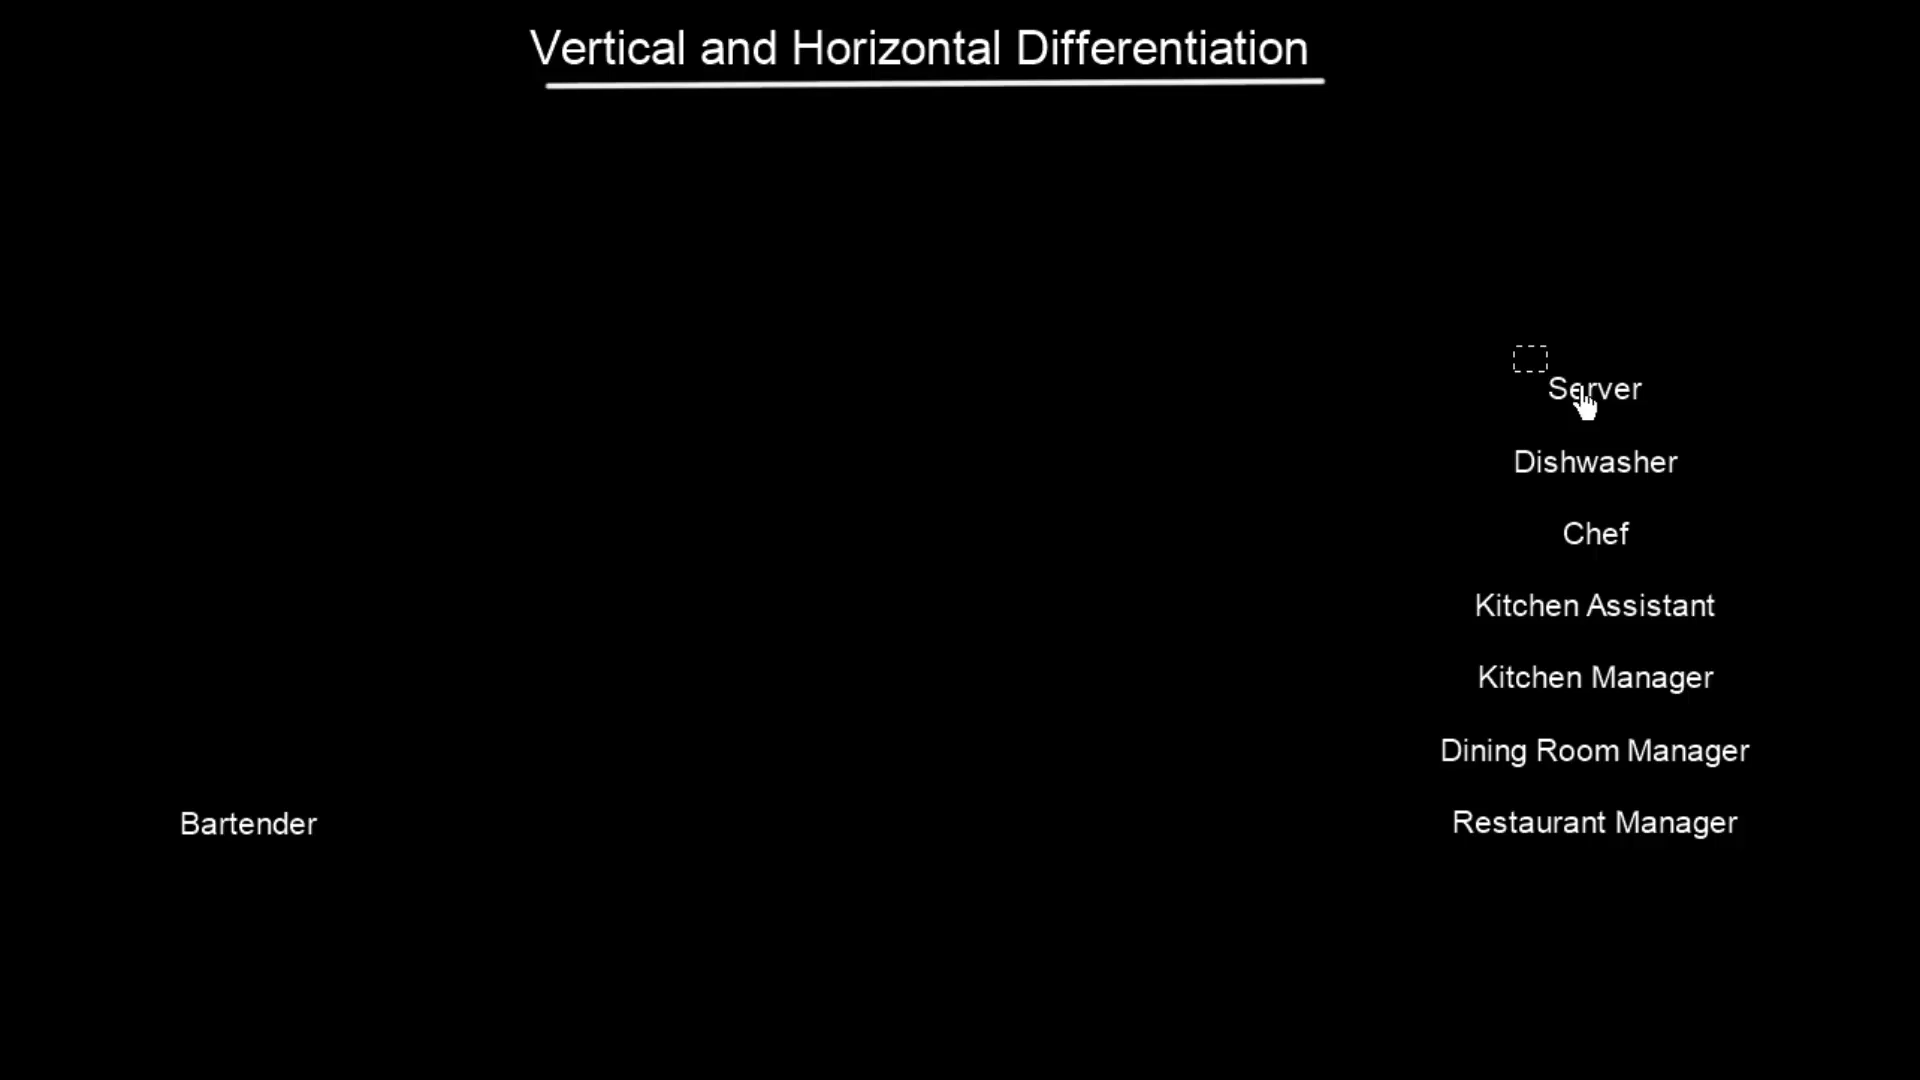 Vertical and Horizontal Differentiation
Server
Dishwasher
Chef
Kitchen Assistant
Kitchen Manager
Dining Room Manager
Bartender
Restaurant Manager